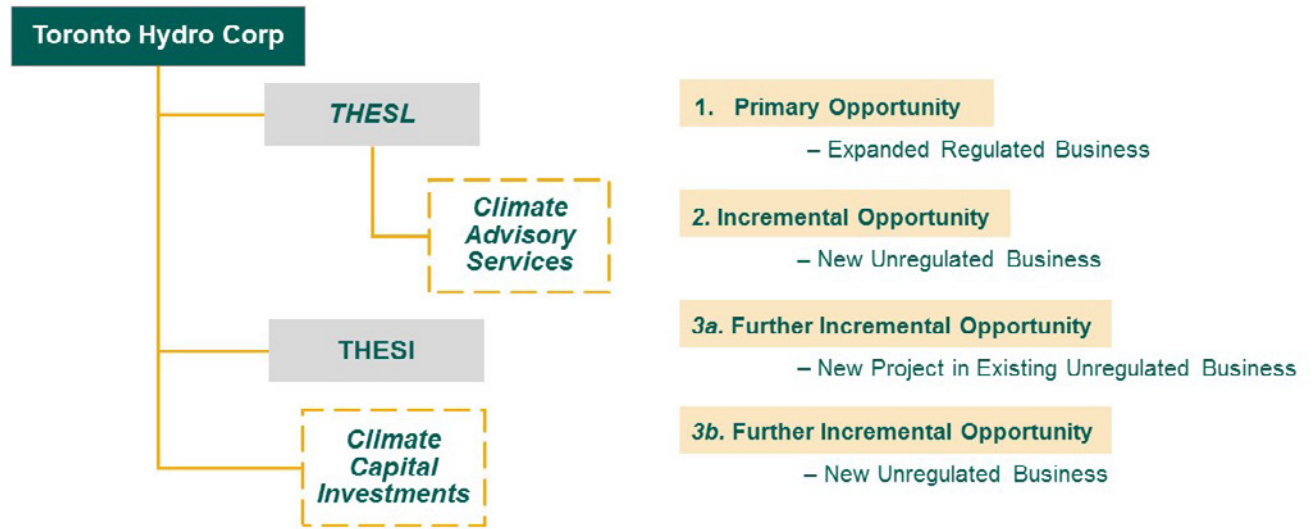 Toronto Hydro Corp
THESL
1. Primary Opportunity
– Expanded Regulated Business
Climate
Advisory
Services
2. Incremental Opportunity
– New Unregulated Business
THESI
3a. Further Incremental Opportunity
– New Project in Existing Unregulated Business
Climate
Capital
Investments
3b. Further Incremental Opportunity
– New Unregulated Business